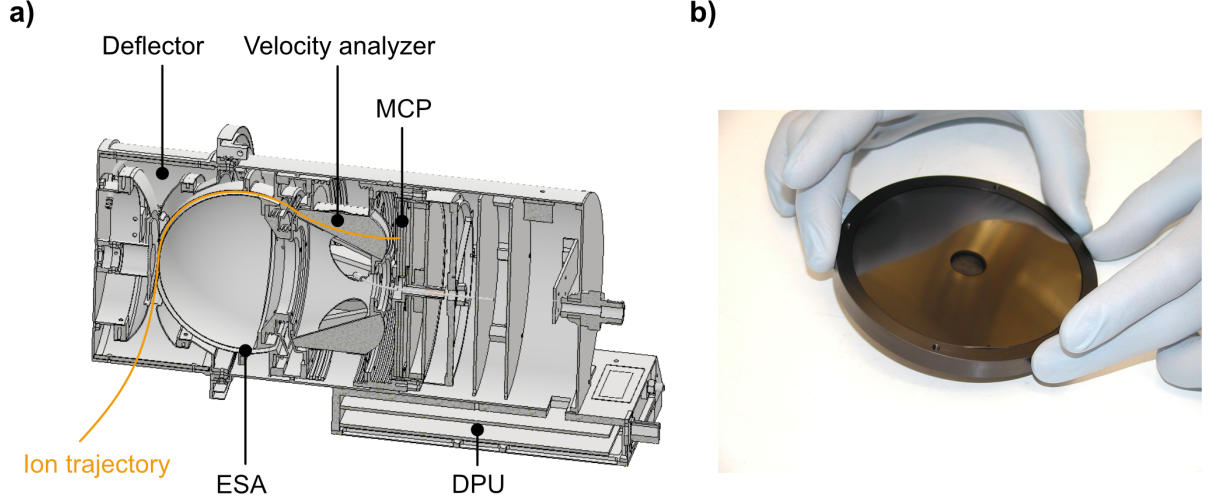 a)
b)
Deflector
Velocity analyzer
MCP
Ion trajectory
ESA
DPU